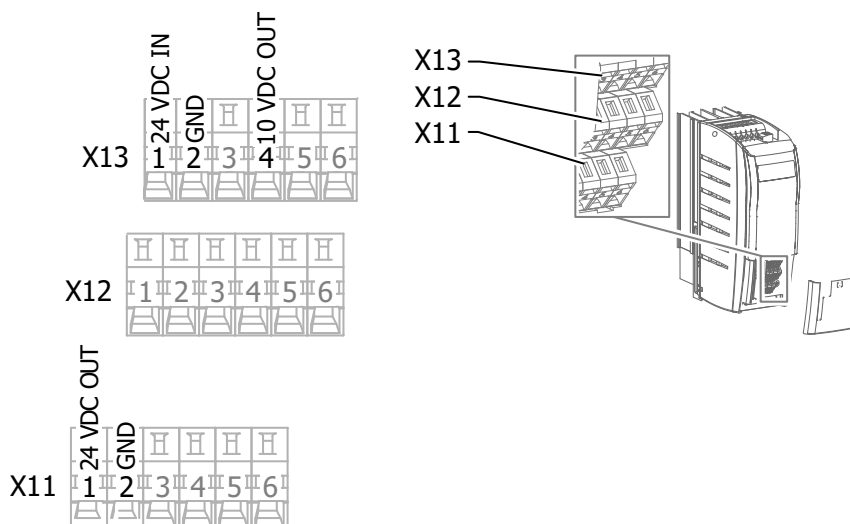 24 VDC IN
GND
10 VDC OUT
X13 1 2 3 4 5 6
X12 1 2 3 4 5 6
24 VDC OUT
GND
X11 1 2 3 4 5 6
X13
X12
X11